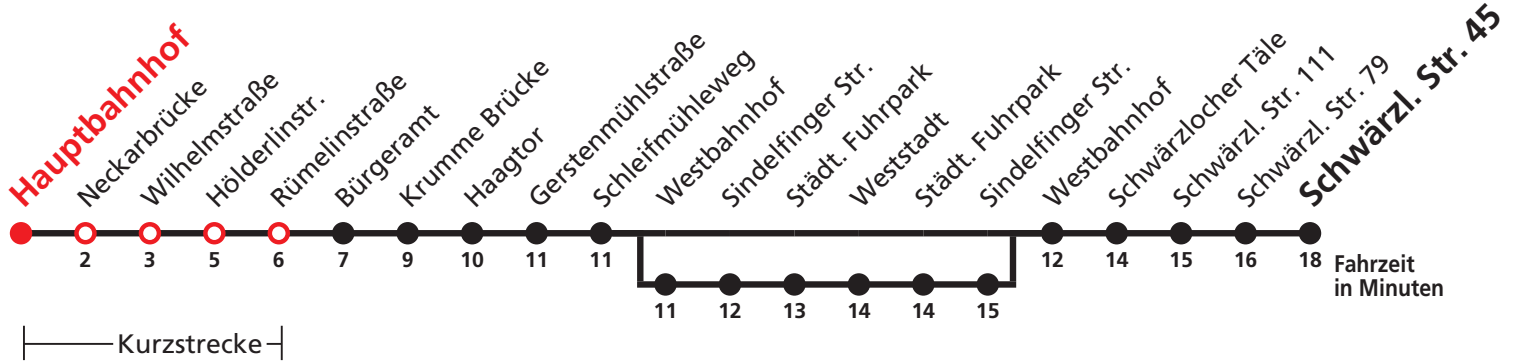 Hauptbahnhof
Neckarbrücke
Wilhelmstraße
Hölderlinstr.
Rümelinstraße
Bürgeramt
Krumme Brücke
Haagtor
Gerstenmühlstraße
Schleifmühleweg
Westbahnhof
Sindelfinger Str.
Städt. Fuhrpark
Weststadt
Städt. Fuhrpark
Sindelfinger Str.
Westbahnhof
Schwärzlocher Täle
Schwärzl. Str. 111
Schwärzl. Str. 79
Schwärzl. Str. 45
2 3 5 6 7 9 10 11 11 12 14 15 16 18 Fahrzeit
in Minuten
11 12 13 14 14 15
Kurzstrecke